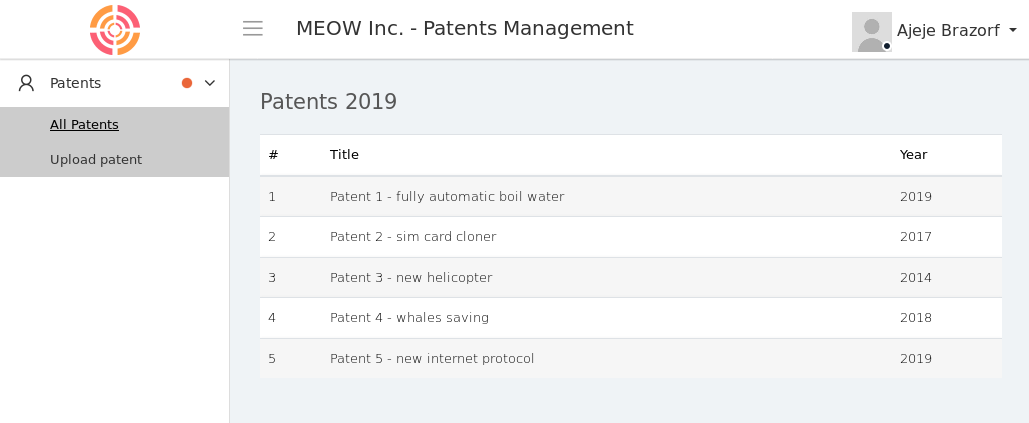 MEOW Inc. - Patents Management
Ajeje Brazorf
Patents
All Patents
Upload patent
Patents 2019
# Title Year
1 Patent 1 - fully automatic boil water 2019
2 Patent 2 - sim card cloner 2017
3 Patent 3 - new helicopter 2014
4 Patent 4 - whales saving 2018
5 Patent 5 - new internet protocol 2019